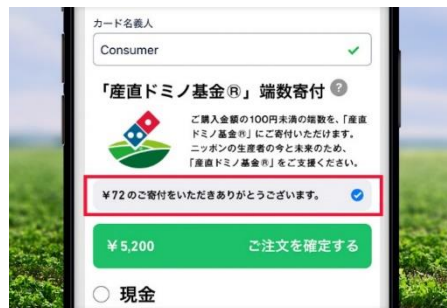 カード名義人
Consumer
「産直ドミノ基金®」端数寄付 ?
ご購入金額の100円未満の端数を、「産直
ドミノ基金®」にご寄付いただけます。
ニッポンの生産者の今と未来のため、
「産直ドミノ基金®」をご支援ください。
¥72のご寄付をいただきありがとうございます。
¥5,200 ご注文を確定する
現金